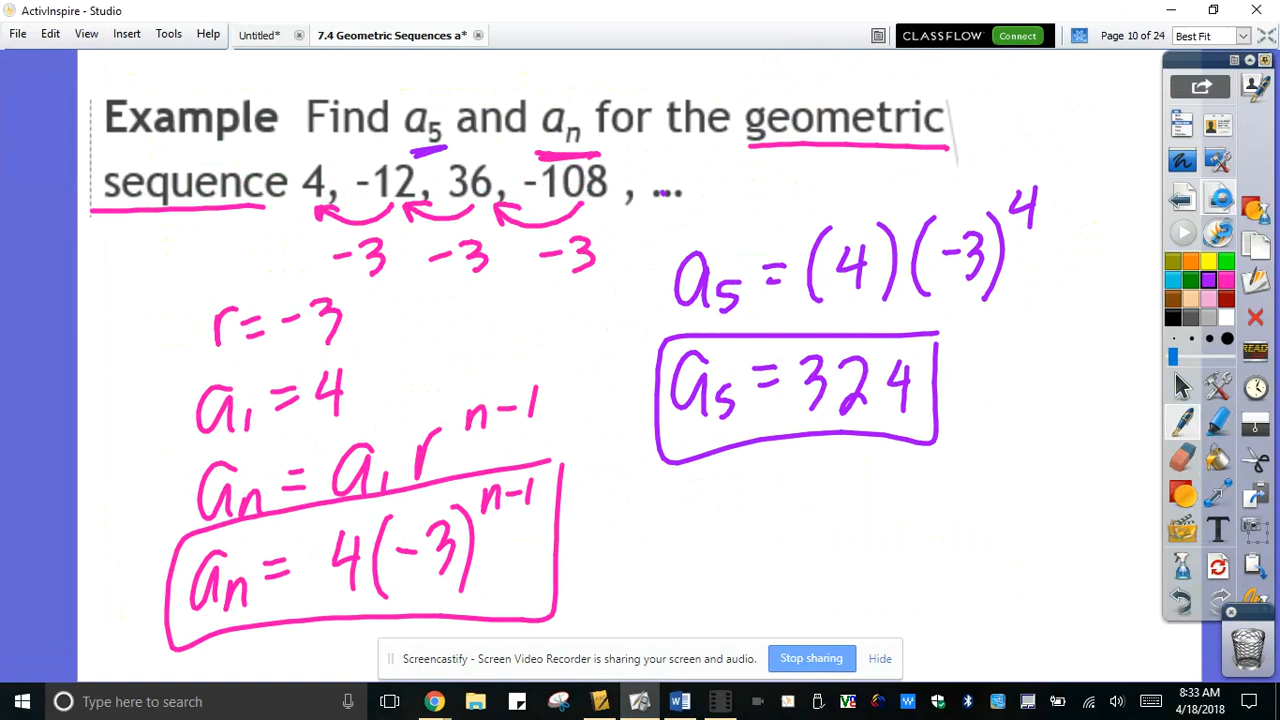 ActivInspire - Studio
File Edit View Insert Tools Help Untitled* 7.4 Geometric Sequences a* CLASSFLOW Connect Page 10 of 24 Best Fit
Example Find a₅ and aₙ for the geometric
sequence 4, -12, 36, -108 , ...
-3 -3 -3
r = -3
a₁ = 4
aₙ = a₁ r^(n-1)
aₙ = 4(-3)^(n-1)
a₅ = (4)(-3)^4
a₅ = 324
READ
T
Screencastify - Screen Video Recorder is sharing your screen and audio. Stop sharing Hide
Type here to search
8:33 AM
4/18/2018